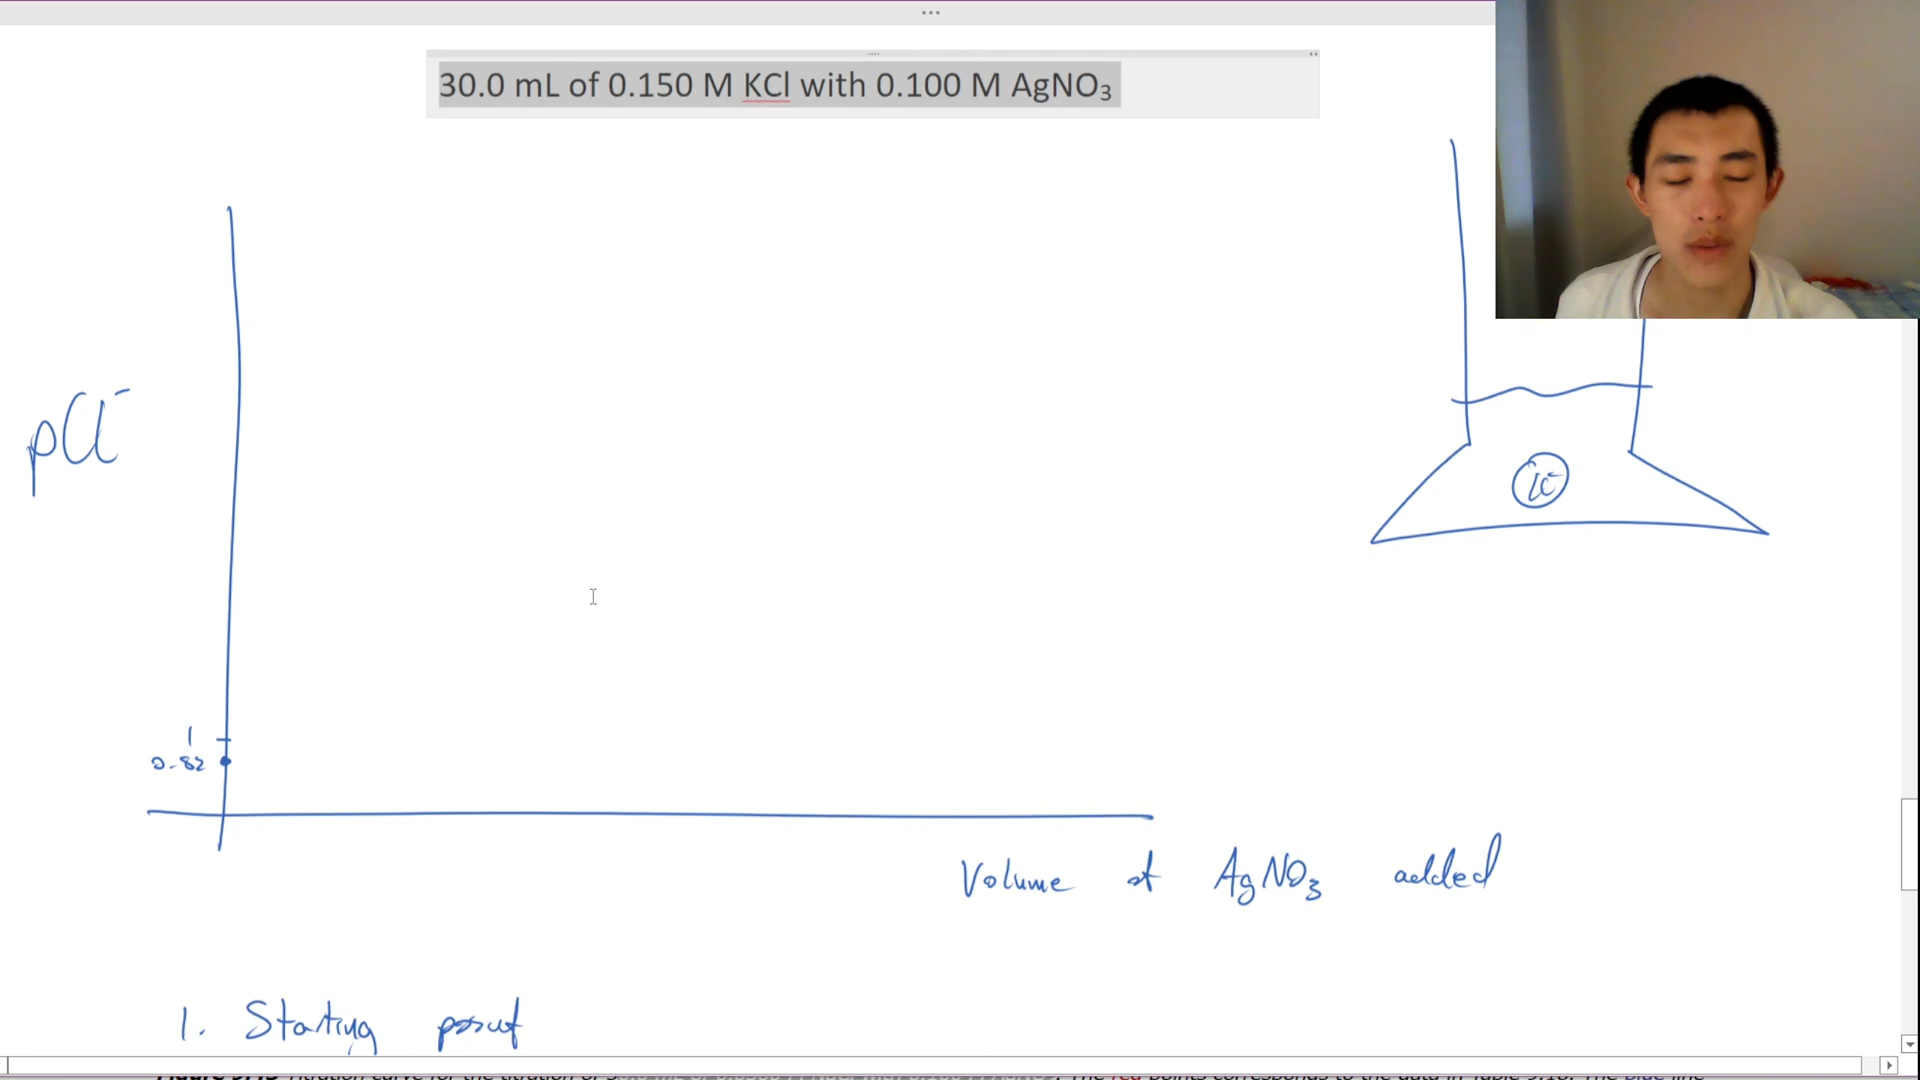 30.0 mL of 0.150 M KCl with 0.100 M AgNO₃
pCl⁻
1
0.82
Volume of AgNO₃ added
1. Starting point